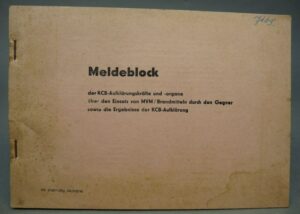 Meldeblock
der KCB-Aufklärungskräfte und -organe
über den Einsatz von MVM/Brandmitteln durch den Gegner
sowie die Ergebnisse der KCB-Aufklärung